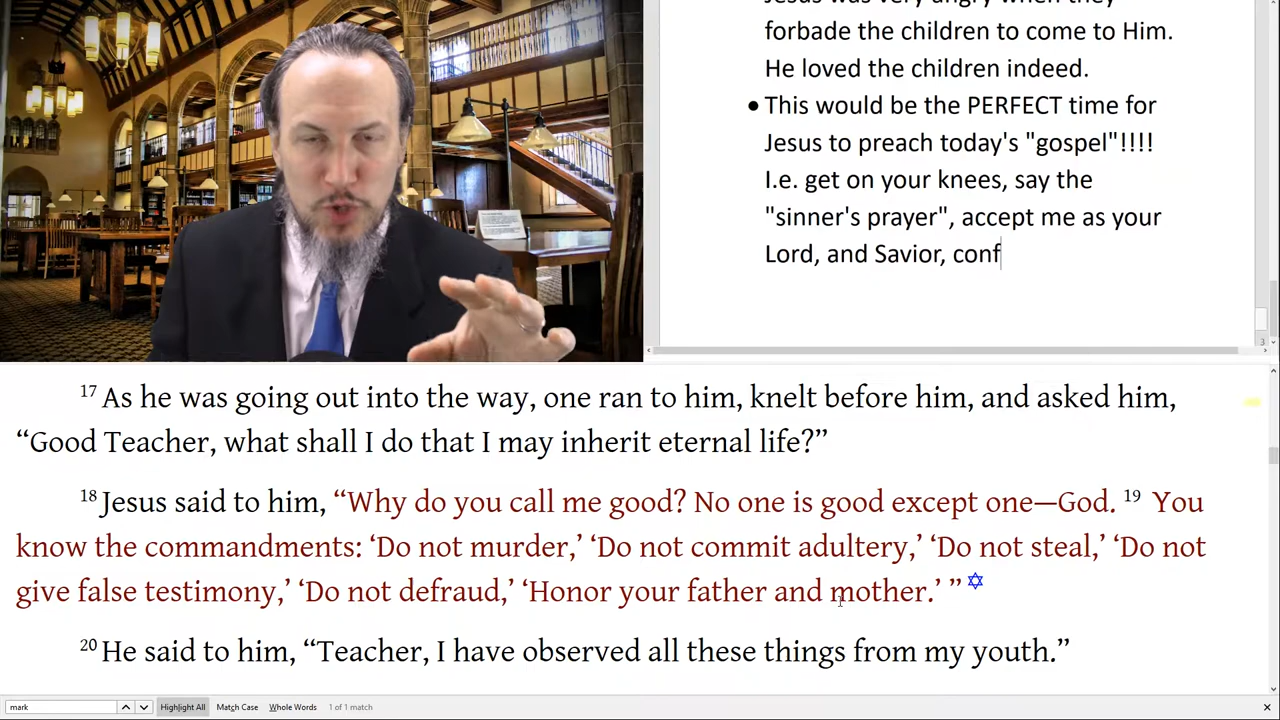 Jesus was very angry when they
forbade the children to come to Him.
He loved the children indeed.
• This would be the PERFECT time for
Jesus to preach today's "gospel"!!!!
I.e. get on your knees, say the
"sinner's prayer", accept me as your
Lord, and Savior, conf
3
17 As he was going out into the way, one ran to him, knelt before him, and asked him,
“Good Teacher, what shall I do that I may inherit eternal life?”
18 Jesus said to him, “Why do you call me good? No one is good except one—God. 19 You
know the commandments: ‘Do not murder,’ ‘Do not commit adultery,’ ‘Do not steal,’ ‘Do not
give false testimony,’ ‘Do not defraud,’ ‘Honor your father and mother.’ ” ✡
20 He said to him, “Teacher, I have observed all these things from my youth.”
mark Highlight All Match Case Whole Words 1 of 1 match